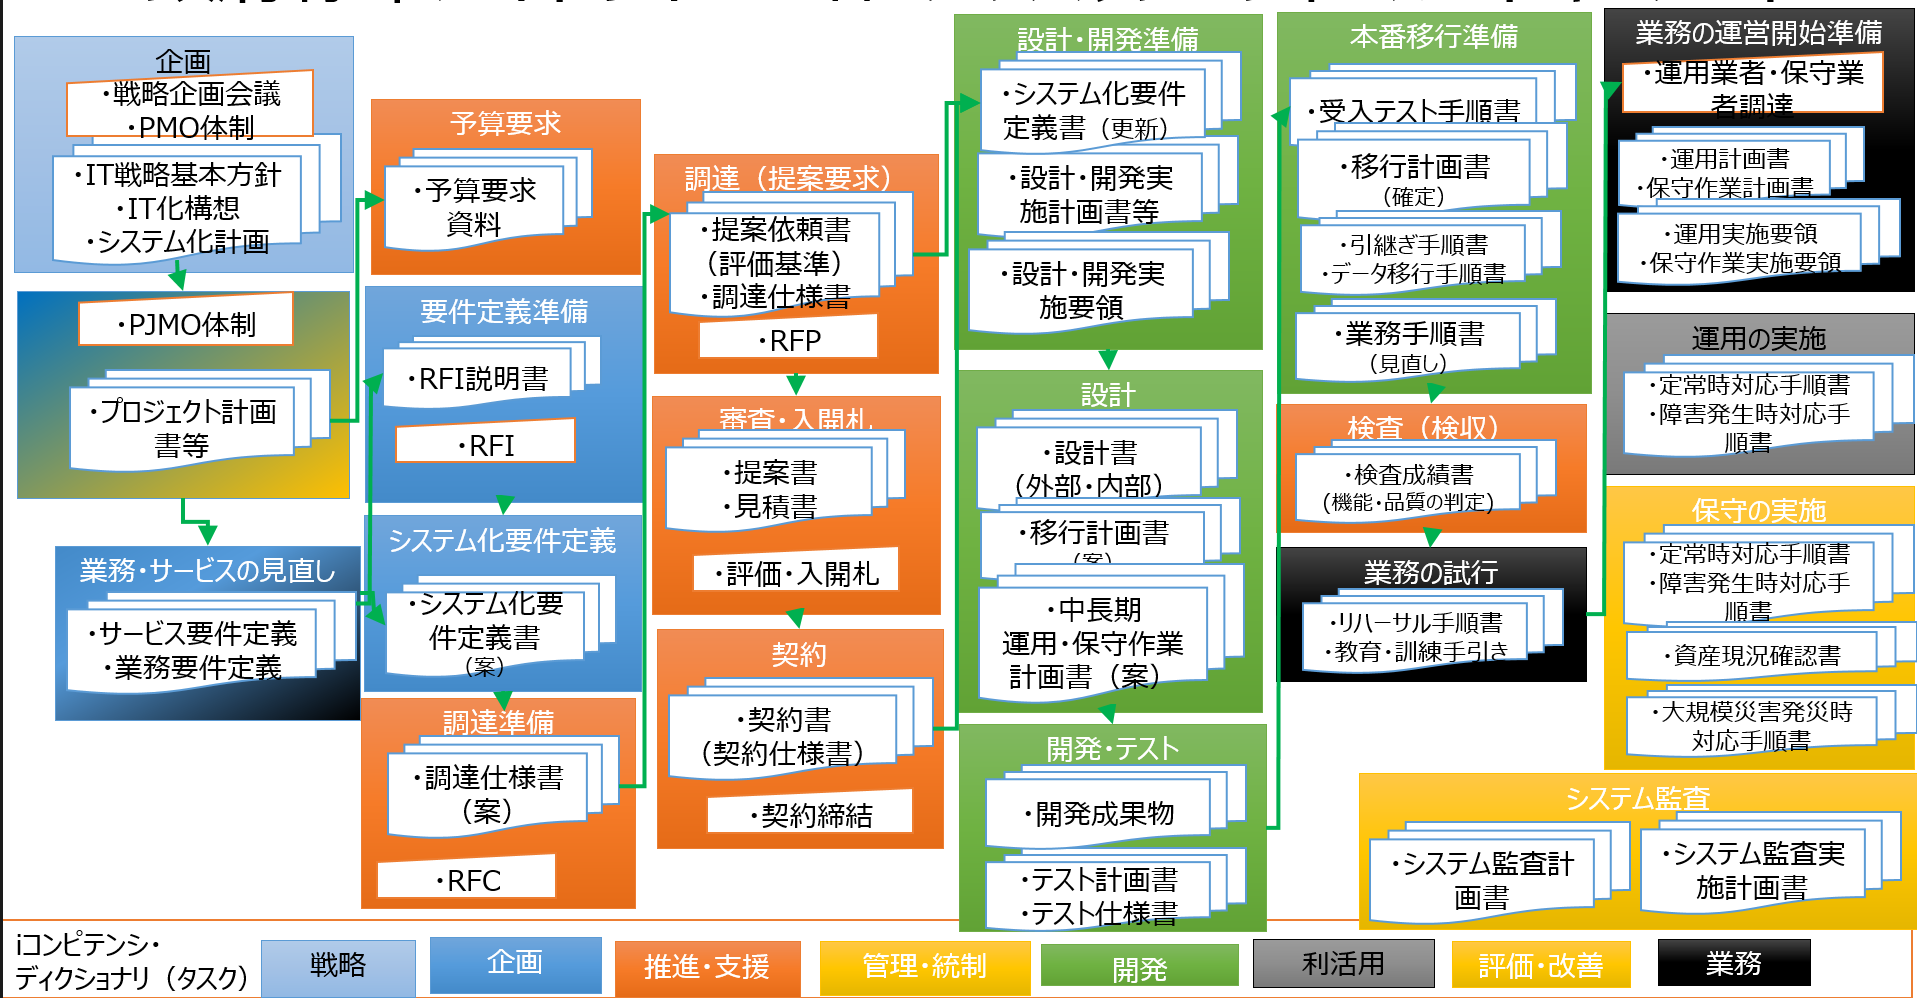 企画
・戦略企画会議
・PMO体制
・IT戦略基本方針
・IT化構想
・システム化計画
・PJMO体制
・プロジェクト計画
書等
業務・サービスの見直し
・サービス要件定義
・業務要件定義
予算要求
・予算要求
資料
要件定義準備
・RFI説明書
・RFI
システム化要件定義
・システム化要
件定義書
（案）
調達準備
・調達仕様書
（案）
・RFC
調達（提案要求）
・提案依頼書
（評価基準）
・調達仕様書
・RFP
審査・入開札
・提案書
・見積書
・評価・入開札
契約
・契約書
（契約仕様書）
・契約締結
設計・開発準備
・システム化要件
定義書（更新）
・設計・開発実
施計画書等
・設計・開発実
施要領
設計
・設計書
（外部・内部）
・移行計画書
（案）
・中長期
運用・保守作業
計画書（案）
開発・テスト
・開発成果物
・テスト計画書
・テスト仕様書
本番移行準備
・受入テスト手順書
・移行計画書
（確定）
・引継ぎ手順書
・データ移行手順書
・業務手順書
（見直し）
検査（検収）
・検査成績書
（機能・品質の判定）
業務の試行
・リハーサル手順書
・教育・訓練手引き
業務の運営開始準備
・運用業者・保守業
者調達
・運用計画書
・保守作業計画書
・運用実施要領
・保守作業実施要領
運用の実施
・定常時対応手順書
・障害発生時対応手
順書
保守の実施
・定常時対応手順書
・障害発生時対応手
順書
・資産現況確認書
・大規模災害発災時
対応手順書
システム監査
・システム監査計
画書
・システム監査実
施計画書
iコンピテンシ・
ディクショナリ（タスク）
戦略
企画
推進・支援
管理・統制
開発
利活用
評価・改善
業務